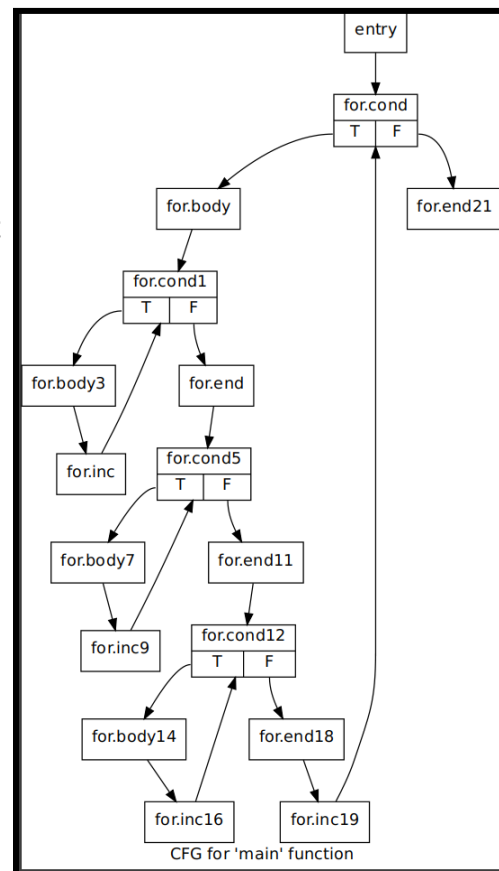 entry
for.cond
T F
for.body
for.end21
for.cond1
T F
for.body3
for.end
for.inc
for.cond5
T F
for.body7
for.end11
for.inc9
for.cond12
T F
for.body14
for.end18
for.inc16
for.inc19
CFG for 'main' function